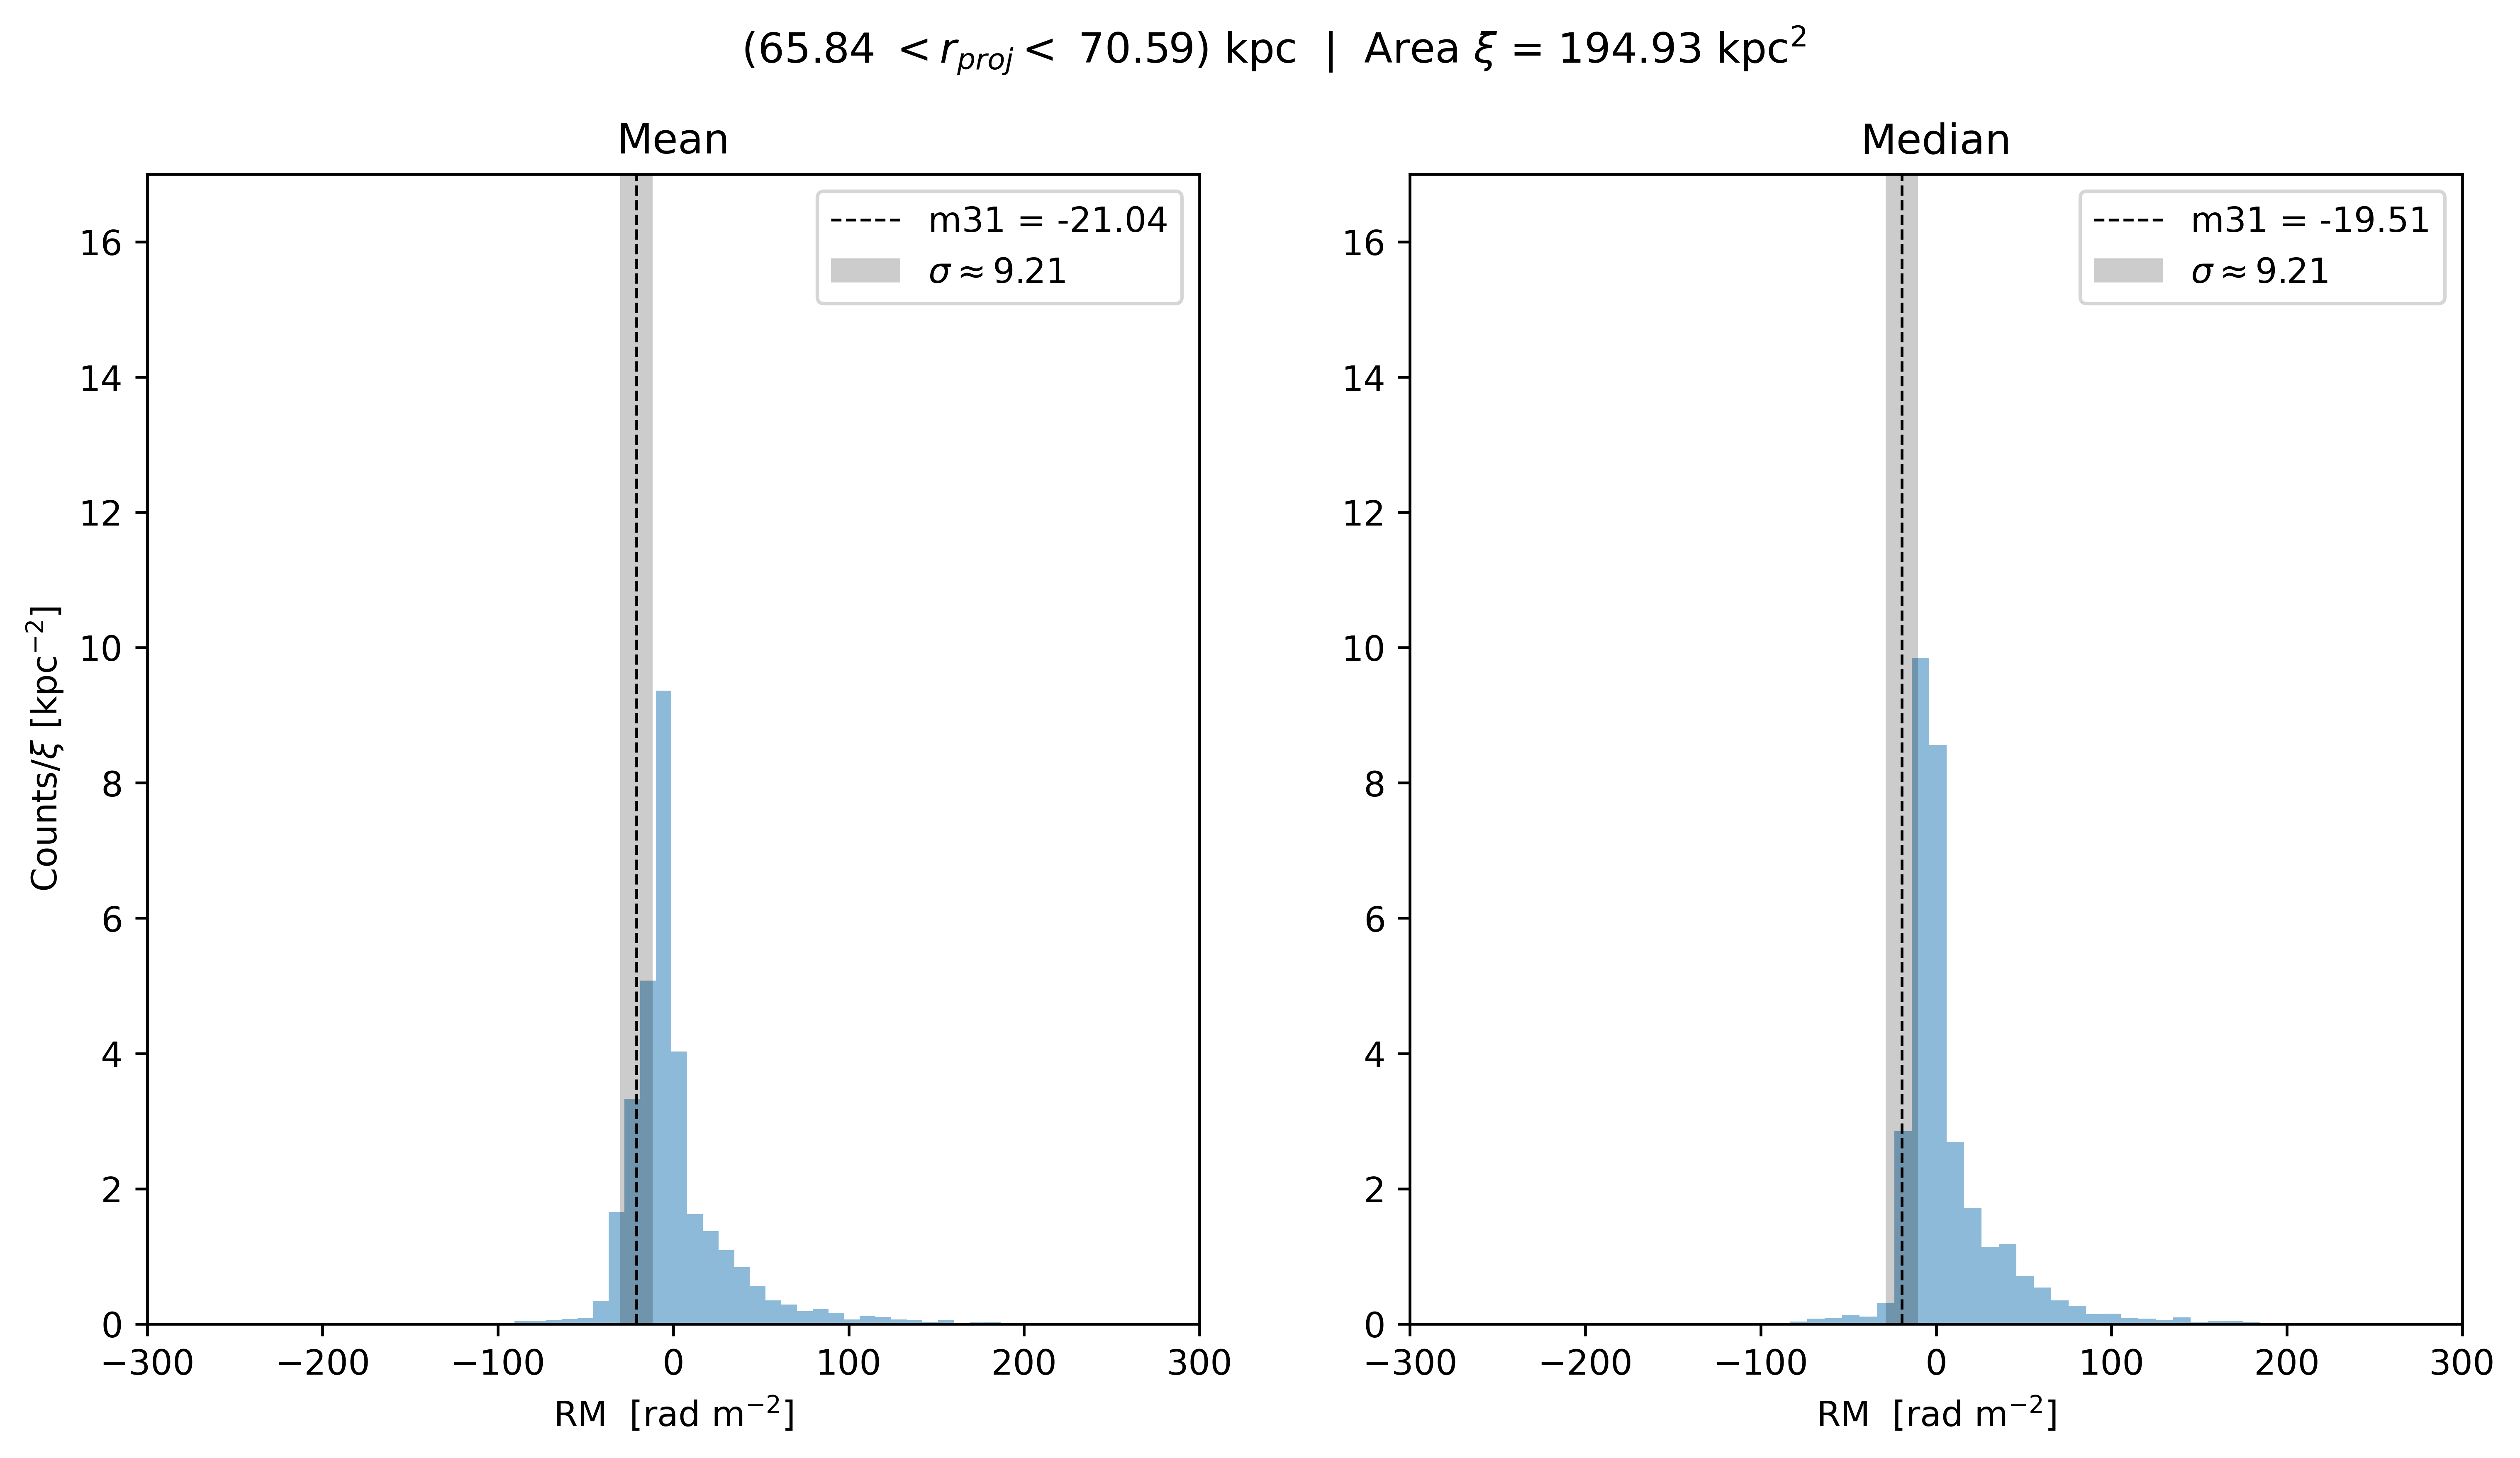 (65.84 < r_proj < 70.59) kpc | Area ξ = 194.93 kpc²
Mean
m31 = -21.04
σ ≈ 9.21
16
14
12
10
8
6
4
2
0
Counts/ξ [kpc⁻²]
−300 −200 −100 0 100 200 300
RM [rad m⁻²]
Median
m31 = -19.51
σ ≈ 9.21
16
14
12
10
8
6
4
2
0
−300 −200 −100 0 100 200 300
RM [rad m⁻²]